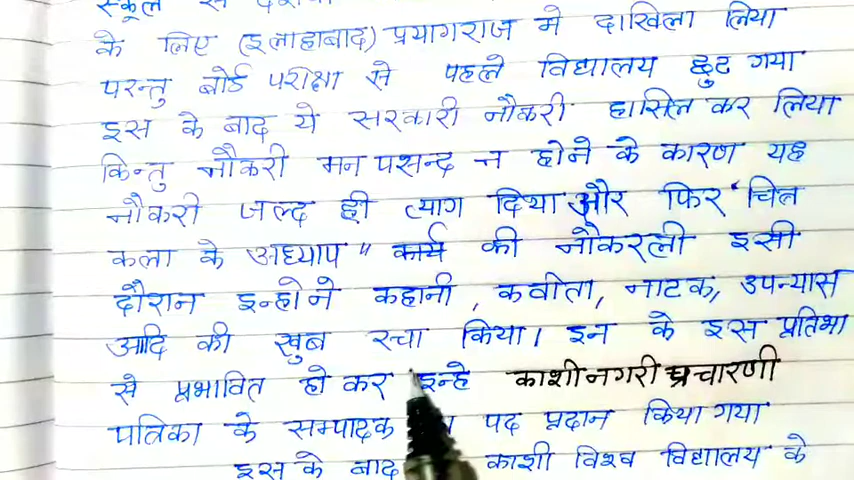 स्कूल से
के लिए (इलाहाबाद) प्रयागराज मे दाखिला लिया
परन्तु बोर्ड परीक्षा से पहले विद्यालय छुट गया
इस के बाद ये सरकारी नौकरी हासिल कर लिया
किन्तु नौकरी मन पसन्द न होने के कारण यह
नौकरी जल्द ही त्याग दिया और फिर "चित्र
कला के अध्याप" कार्य की नौकरली इसी
दौरान इन्होने कहानी, कवीता, नाटक, उपन्यास
आदि की खुब रचा किया। इन के इस प्रतिभा
से प्रभावित हो कर इन्हे काशीनगरी प्रचारणी
पत्रिका के सम्पादक पद प्रदान किया गया
इस के बाद काशी विश्व विद्यालय के